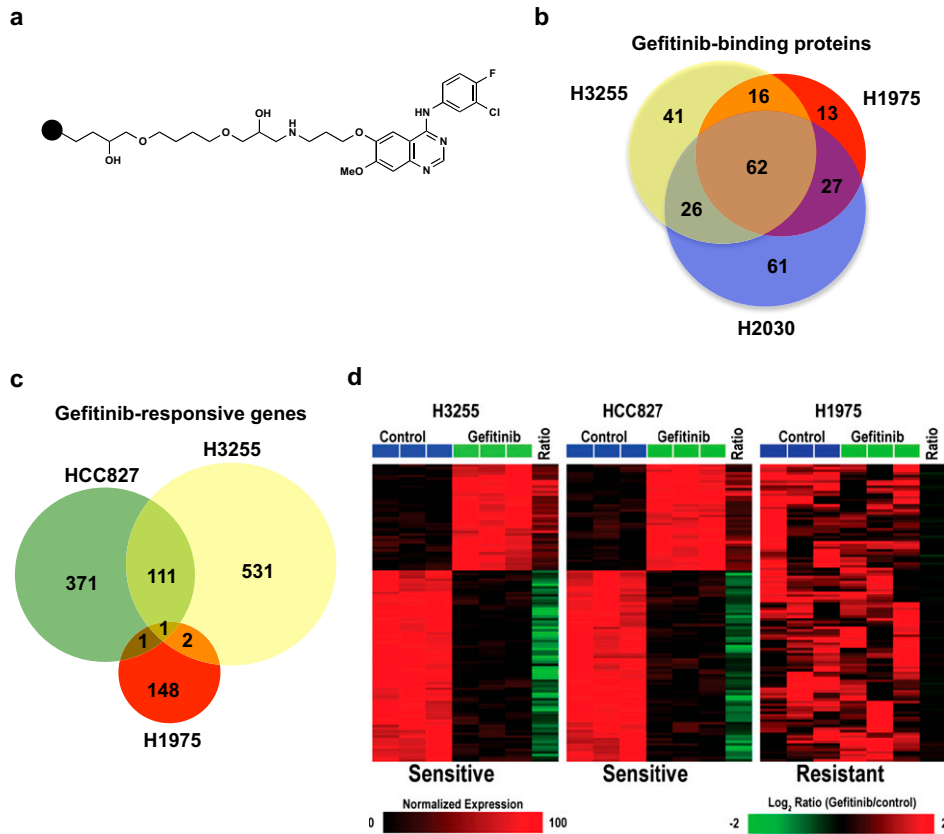 a
OH
O
O
OH
H
N
O
MeO
HN
F
Cl
N
N
b
Gefitinib-binding proteins
H3255
H1975
41
16
13
62
26
27
61
H2030
c
Gefitinib-responsive genes
HCC827
H3255
371
111
531
1
1
2
148
H1975
d
H3255
HCC827
H1975
Control
Gefitinib
Ratio
Control
Gefitinib
Ratio
Control
Gefitinib
Ratio
Sensitive
Sensitive
Resistant
Normalized Expression
0
100
Log2 Ratio (Gefitinib/control)
-2
2